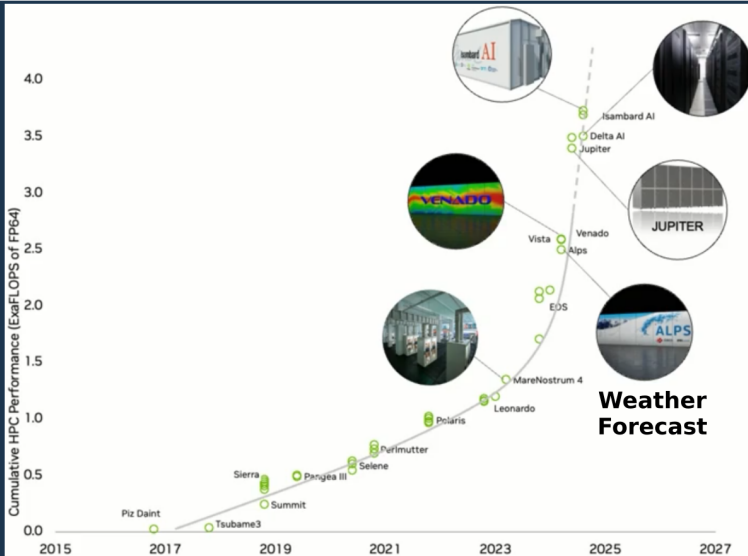 Cumulative HPC Performance (ExaFLOPS of FP64)
4.0
3.5
3.0
2.5
2.0
1.5
1.0
0.5
0.0
2015 2017 2019 2021 2023 2025 2027
AI
Isambard AI
Delta AI
Jupiter
JUPITER
VENADO
Venado
Vista
Alps
EOS
ALPS
MareNostrum 4
Leonardo
Weather
Forecast
Polaris
Perlmutter
Selene
Sierra
Pangea III
Summit
Piz Daint
Tsubame3